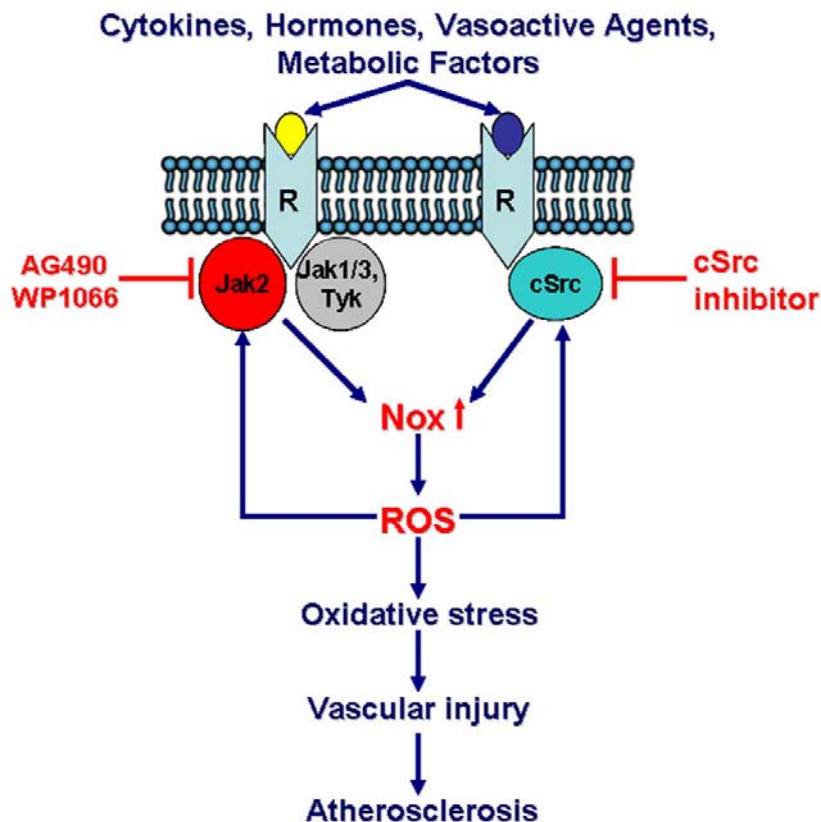 Cytokines, Hormones, Vasoactive Agents,
Metabolic Factors
R
R
AG490
WP1066
Jak2
Jak1/3,
Tyk
cSrc
cSrc
inhibitor
Nox
ROS
Oxidative stress
Vascular injury
Atherosclerosis